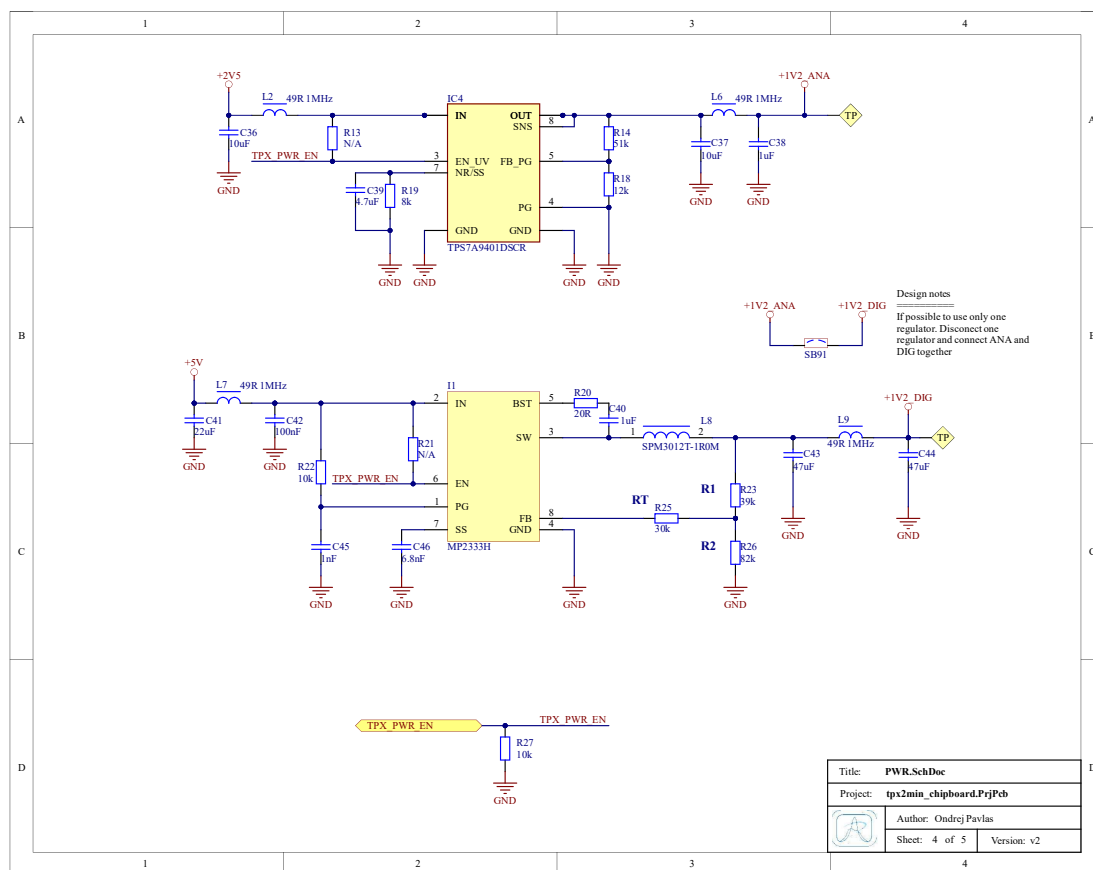 1 2 3 4
A A
+2V5
L2 49R 1MHz
C36
10uF
GND
R13
N/A
TPX_PWR_EN
C39
4.7uF
R19
8k
GND
GND
IC4
IN OUT
SNS 8
3 EN_UV FB_PG 5
7 NR/SS
PG 4
GND GND
TPS7A9401DSCR
R14
51k
R18
12k
GND
GND
L6 49R 1MHz
C37
10uF
GND
C38
1uF
GND
+1V2_ANA
TP
B
+1V2_ANA +1V2_DIG
SB91
Design notes
==========
If possible to use only one
regulator. Disconect one
regulator and connect ANA and
DIG together
+5V
L7 49R 1MHz
C41
22uF
GND
C42
100nF
GND
R22
10k
R21
N/A
TPX_PWR_EN
C45
1nF
GND
C46
6.8nF
GND
I1
2 IN BST 5
SW 3
6 EN
1 PG
FB 8
7 SS GND 4
MP2333H
GND
R20
20R
C40
1uF
1 L8 2
SPM3012T-1R0M
RT
R25
30k
R1
R23
39k
R2
R26
82k
GND
C43
47uF
GND
L9
49R 1MHz
+1V2_DIG
TP
C44
47uF
GND
C
D D
TPX_PWR_EN TPX_PWR_EN
R27
10k
GND
Title: PWR.SchDoc
Project: tpx2min_chipboard.PrjPcb
Author: Ondrej Pavlas
Sheet: 4 of 5 Version: v2
1 2 3 4